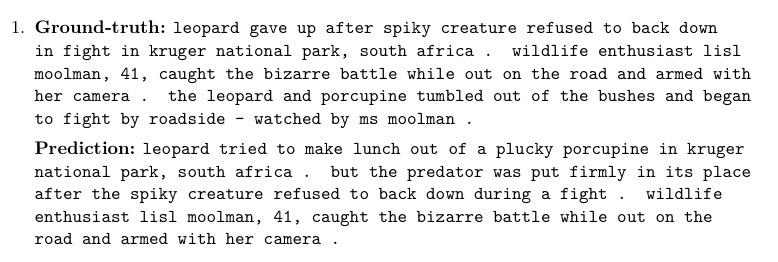 1. Ground-truth: leopard gave up after spiky creature refused to back down
in fight in kruger national park, south africa . wildlife enthusiast lisl
moolman, 41, caught the bizarre battle while out on the road and armed with
her camera . the leopard and porcupine tumbled out of the bushes and began
to fight by roadside - watched by ms moolman .
Prediction: leopard tried to make lunch out of a plucky porcupine in kruger
national park, south africa . but the predator was put firmly in its place
after the spiky creature refused to back down during a fight . wildlife
enthusiast lisl moolman, 41, caught the bizarre battle while out on the
road and armed with her camera .